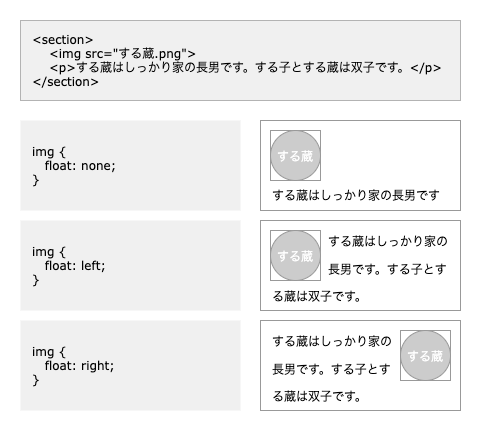 <section>
<img src="する蔵.png">
<p>する蔵はしっかり家の長男です。する子とする蔵は双子です。</p>
</section>
img {
float: none;
}
する蔵
する蔵はしっかり家の長男です
img {
float: left;
}
する蔵
する蔵はしっかり家の
長男です。する子とす
る蔵は双子です。
img {
float: right;
}
する蔵はしっかり家の
長男です。する子とす
る蔵は双子です。
する蔵